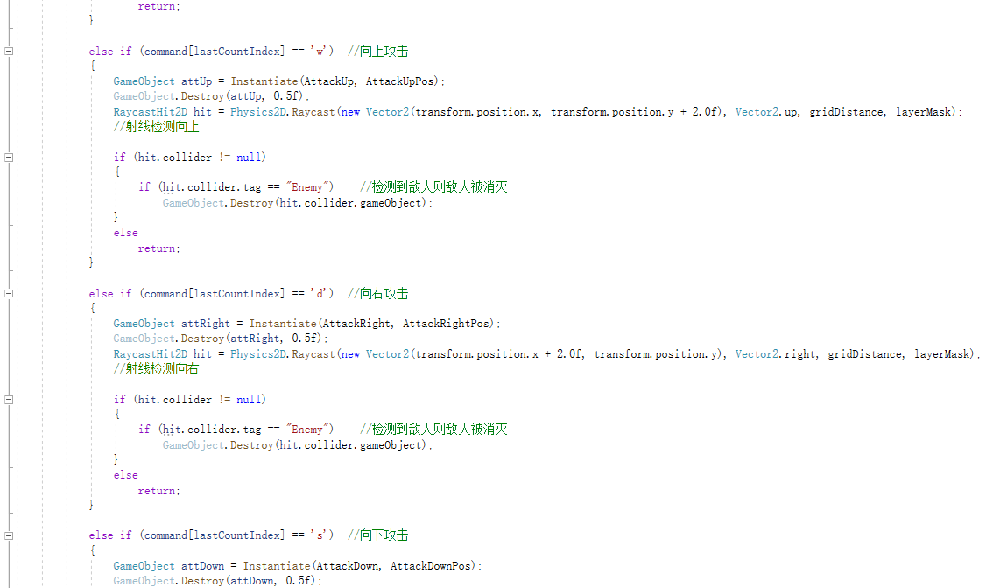 return;
}
else if (command[lastCountIndex] == 'w')  //向上攻击
{
GameObject attUp = Instantiate(AttackUp, AttackUpPos);
GameObject.Destroy(attUp, 0.5f);
RaycastHit2D hit = Physics2D.Raycast(new Vector2(transform.position.x, transform.position.y + 2.0f), Vector2.up, gridDistance, layerMask);
//射线检测向上
if (hit.collider != null)
{
if (hit.collider.tag == "Enemy")    //检测到敌人则敌人被消灭
GameObject.Destroy(hit.collider.gameObject);
}
else
return;
}
else if (command[lastCountIndex] == 'd')  //向右攻击
{
GameObject attRight = Instantiate(AttackRight, AttackRightPos);
GameObject.Destroy(attRight, 0.5f);
RaycastHit2D hit = Physics2D.Raycast(new Vector2(transform.position.x + 2.0f, transform.position.y), Vector2.right, gridDistance, layerMask);
//射线检测向右
if (hit.collider != null)
{
if (hit.collider.tag == "Enemy")    //检测到敌人则敌人被消灭
GameObject.Destroy(hit.collider.gameObject);
}
else
return;
}
else if (command[lastCountIndex] == 's')  //向下攻击
{
GameObject attDown = Instantiate(AttackDown, AttackDownPos);
GameObject.Destroy(attDown, 0.5f);